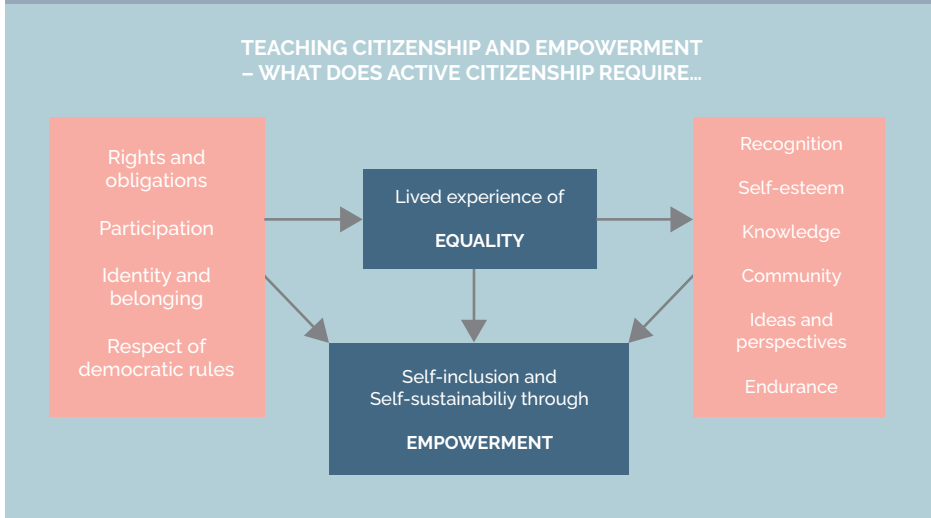 TEACHING CITIZENSHIP AND EMPOWERMENT
– WHAT DOES ACTIVE CITIZENSHIP REQUIRE...
Rights and
obligations
Participation
Identity and
belonging
Respect of
democratic rules
Lived experience of
EQUALITY
Self-inclusion and
Self-sustainabiliy through
EMPOWERMENT
Recognition
Self-esteem
Knowledge
Community
Ideas and
perspectives
Endurance